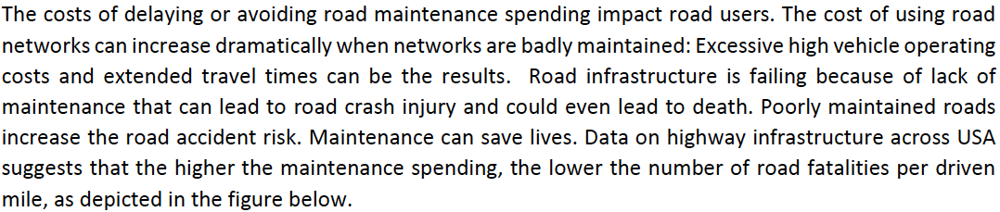 The costs of delaying or avoiding road maintenance spending impact road users. The cost of using road
networks can increase dramatically when networks are badly maintained: Excessive high vehicle operating
costs and extended travel times can be the results.  Road infrastructure is failing because of lack of
maintenance that can lead to road crash injury and could even lead to death. Poorly maintained roads
increase the road accident risk. Maintenance can save lives. Data on highway infrastructure across USA
suggests that the higher the maintenance spending, the lower the number of road fatalities per driven
mile, as depicted in the figure below.